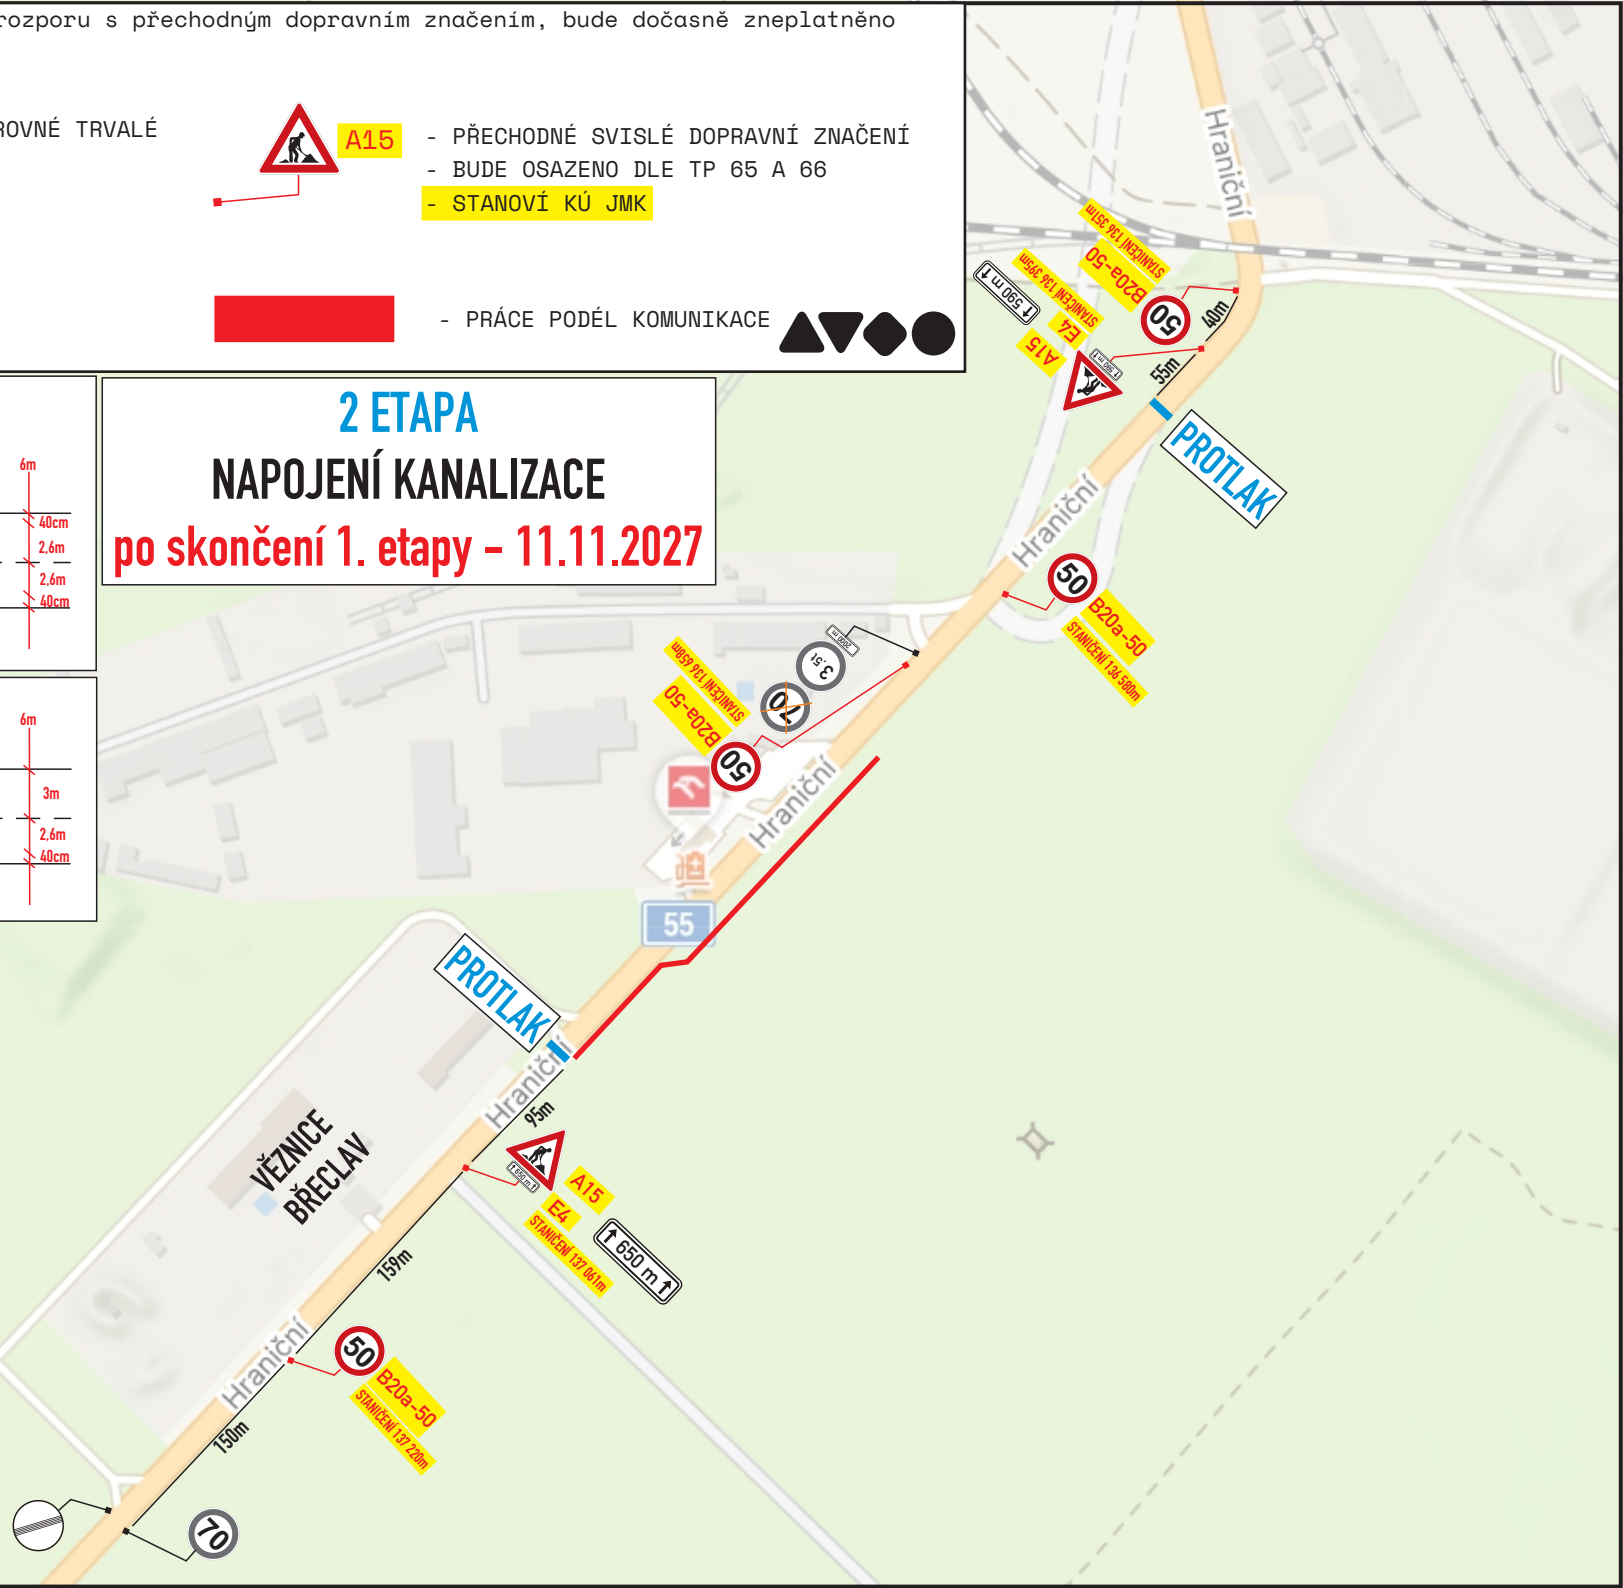 rozporu s přechodným dopravním značením, bude dočasně zneplatněno
ROVNÉ TRVALÉ
A15
- PŘECHODNÉ SVISLÉ DOPRAVNÍ ZNAČENÍ
- BUDE OSAZENO DLE TP 65 A 66
- STANOVÍ KÚ JMK
- PRÁCE PODÉL KOMUNIKACE
2 ETAPA
NAPOJENÍ KANALIZACE
po skončení 1. etapy - 11.11.2027
6m
40cm
2,6m
2,6m
40cm
6m
3m
2,6m
40cm
Hraniční
STANIČENÍ 136 351m
B20a-50
50
40m
STANIČENÍ 136 395m
E4
A15
↑ 590 m ↑
↑ 590 m ↑
55m
PROTLAK
Hraniční
50
B20a-50
STANIČENÍ 136 580m
2000 m
3,5t
70
STANIČENÍ 136 658m
B20a-50
50
Hraniční
55
PROTLAK
Hraniční
95m
VĚZNICE
BŘECLAV
↑ 650 m ↑
A15
E4
STANIČENÍ 137 061m
↑ 650 m ↑
159m
Hraniční
50
B20a-50
STANIČENÍ 137 220m
150m
70